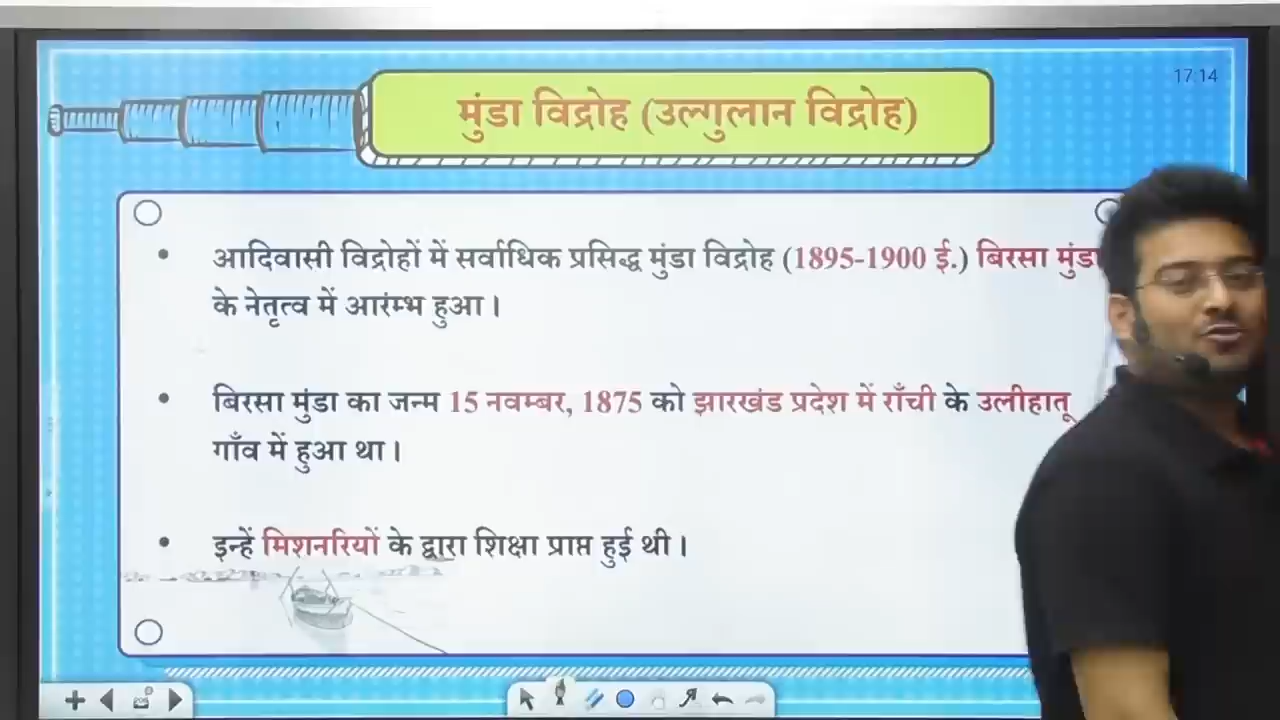 17:14
मुंडा विद्रोह (उल्गुलान विद्रोह)
आदिवासी विद्रोहों में सर्वाधिक प्रसिद्ध मुंडा विद्रोह (1895-1900 ई.) बिरसा मुंडा
के नेतृत्व में आरंम्भ हुआ।
बिरसा मुंडा का जन्म 15 नवम्बर, 1875 को झारखंड प्रदेश में राँची के उलीहातू
गाँव में हुआ था।
इन्हें मिशनरियों के द्वारा शिक्षा प्राप्त हुई थी।